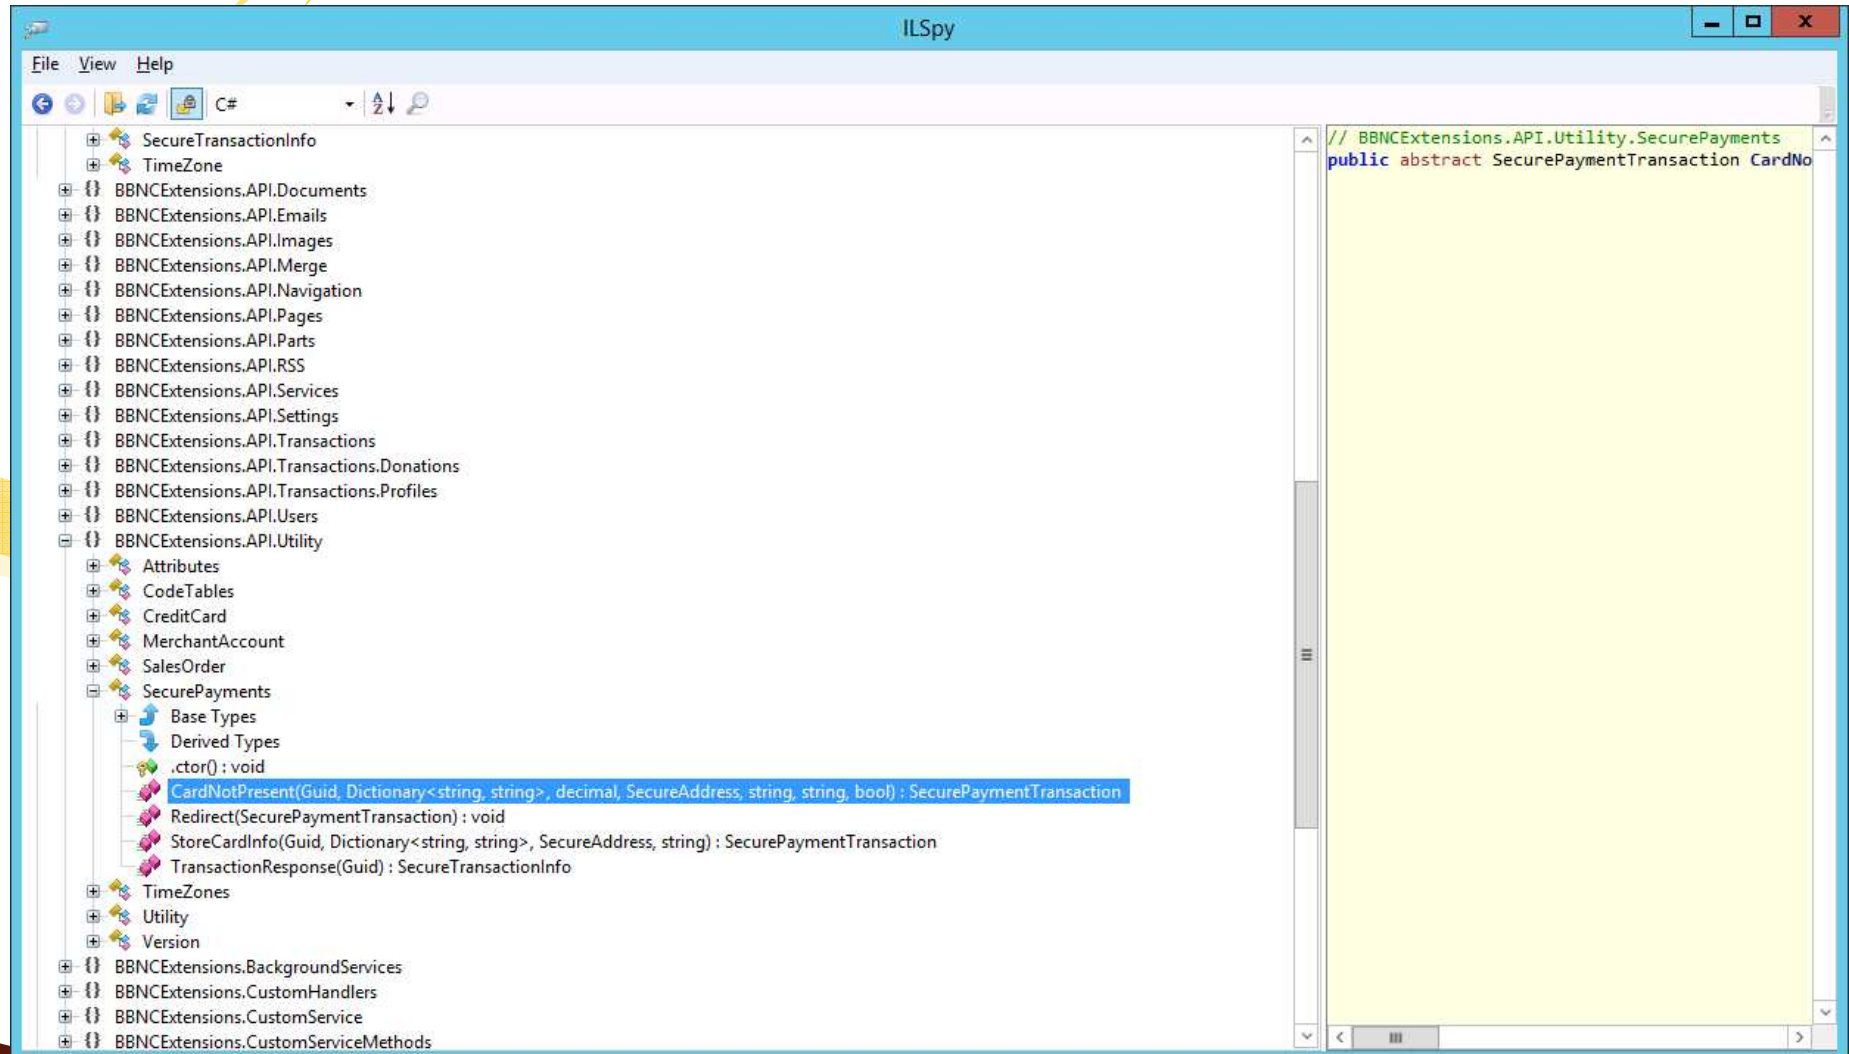 ILSpy
File View Help
C#
SecureTransactionInfo
TimeZone
{} BBNCExtensions.API.Documents
{} BBNCExtensions.API.Emails
{} BBNCExtensions.API.Images
{} BBNCExtensions.API.Merge
{} BBNCExtensions.API.Navigation
{} BBNCExtensions.API.Pages
{} BBNCExtensions.API.Parts
{} BBNCExtensions.API.RSS
{} BBNCExtensions.API.Services
{} BBNCExtensions.API.Settings
{} BBNCExtensions.API.Transactions
{} BBNCExtensions.API.Transactions.Donations
{} BBNCExtensions.API.Transactions.Profiles
{} BBNCExtensions.API.Users
{} BBNCExtensions.API.Utility
Attributes
CodeTables
CreditCard
MerchantAccount
SalesOrder
SecurePayments
Base Types
Derived Types
.ctor() : void
CardNotPresent(Guid, Dictionary<string, string>, decimal, SecureAddress, string, string, bool) : SecurePaymentTransaction
Redirect(SecurePaymentTransaction) : void
StoreCardInfo(Guid, Dictionary<string, string>, SecureAddress, string) : SecurePaymentTransaction
TransactionResponse(Guid) : SecureTransactionInfo
TimeZones
Utility
Version
{} BBNCExtensions.BackgroundServices
{} BBNCExtensions.CustomHandlers
{} BBNCExtensions.CustomService
{} BBNCExtensions.CustomServiceMethods
// BBNCExtensions.API.Utility.SecurePayments
public abstract SecurePaymentTransaction CardNo